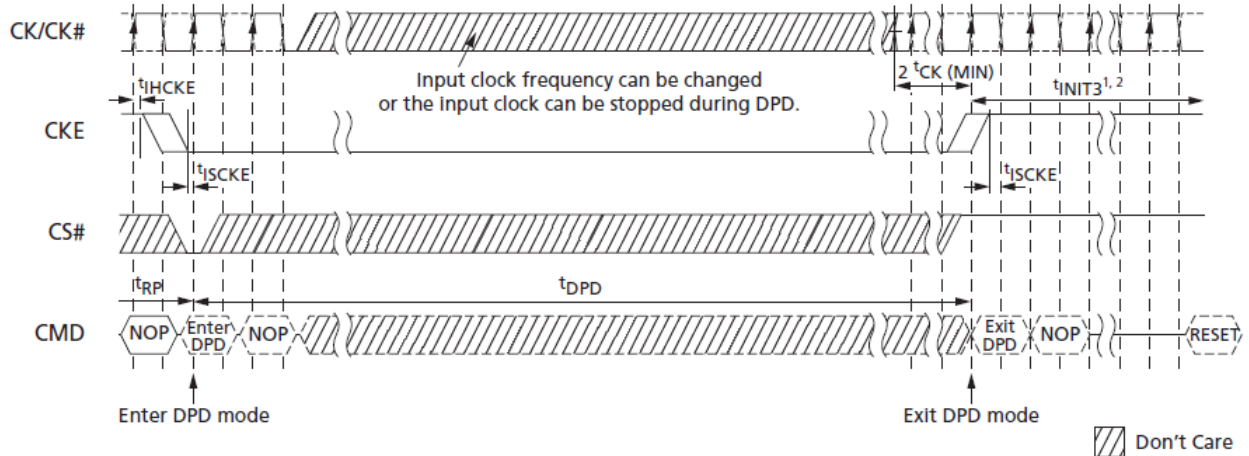 CK/CK#
Input clock frequency can be changed
or the input clock can be stopped during DPD.
2 tCK (MIN)
tIHCKE
tINIT3¹, ²
CKE
tISCKE
tISCKE
CS#
tRP
tDPD
CMD
NOP
Enter
DPD
NOP
Exit
DPD
NOP
RESET
Enter DPD mode
Exit DPD mode
Don't Care